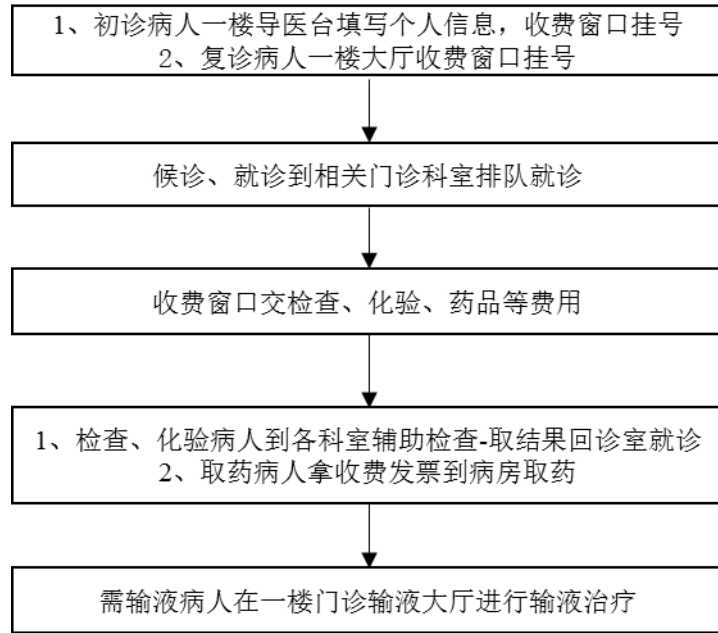 1、初诊病人一楼导医台填写个人信息，收费窗口挂号
2、复诊病人一楼大厅收费窗口挂号
候诊、就诊到相关门诊科室排队就诊
收费窗口交检查、化验、药品等费用
1、检查、化验病人到各科室辅助检查-取结果回诊室就诊
2、取药病人拿收费发票到病房取药
需输液病人在一楼门诊输液大厅进行输液治疗